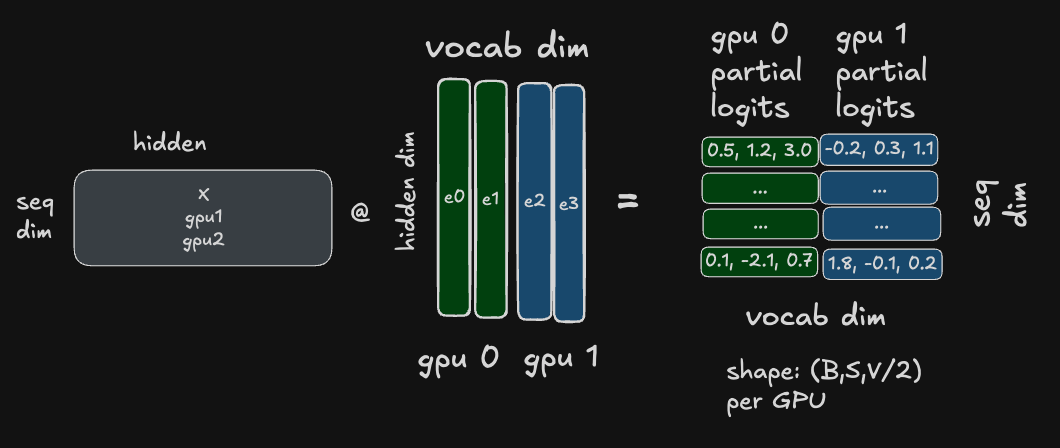 hidden
seq
dim
x
gpu1
gpu2
@
vocab dim
hidden dim
e0
e1
e2
e3
gpu 0
gpu 1
=
gpu 0
partial
logits
gpu 1
partial
logits
0.5, 1.2, 3.0
-0.2, 0.3, 1.1
...
...
...
...
0.1, -2.1, 0.7
1.8, -0.1, 0.2
seq
dim
vocab dim
shape: (B,S,V/2)
per GPU